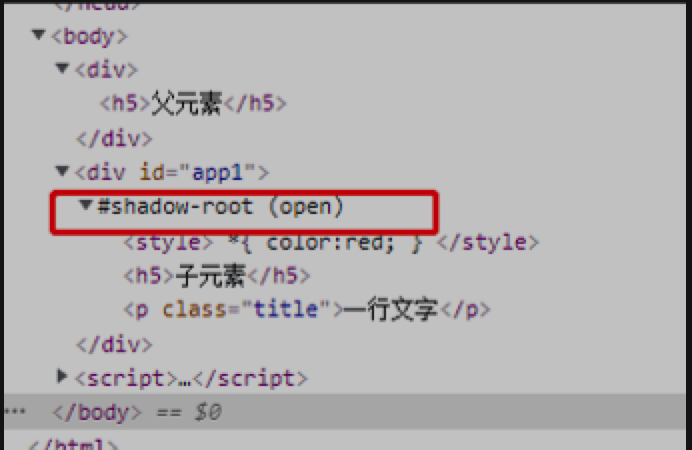 </head>
▼<body>
▼<div>
<h5>父元素</h5>
</div>
▼<div id="app1">
▼#shadow-root (open)
<style> *{ color:red; } </style>
<h5>子元素</h5>
<p class="title">一行文字</p>
</div>
▶<script>…</script>
… </body> == $0
</html>